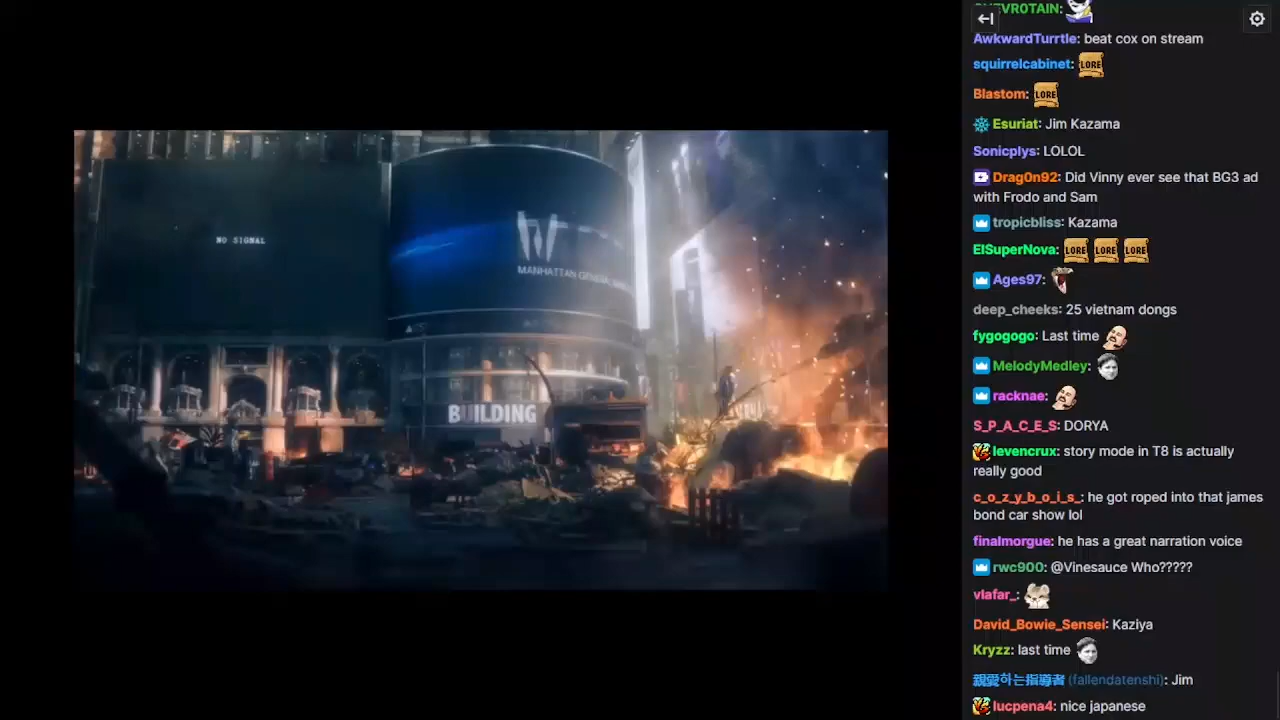 NO SIGNAL
MANHATTAN
BUILDING
AwkwardTurrtle: beat cox on stream
squirrelcabinet: LORE
Blastom: LORE
Esuriat: Jim Kazama
Sonicplys: LOLOL
Drag0n92: Did Vinny ever see that BG3 ad
with Frodo and Sam
tropicbliss: Kazama
ElSuperNova: LORE LORE LORE
Ages97:
deep_cheeks: 25 vietnam dongs
fygogogo: Last time
MelodyMedley:
racknae:
S_P_A_C_E_S: DORYA
levencrux: story mode in T8 is actually
really good
c_o_z_y_b_o_i_s_: he got roped into that james
bond car show lol
finalmorgue: he has a great narration voice
rwc900: @Vinesauce Who?????
vlafar_:
David_Bowie_Sensei: Kaziya
Kryzz: last time
親愛하는指導者 (fallendatenshi): Jim
lucpena4: nice japanese